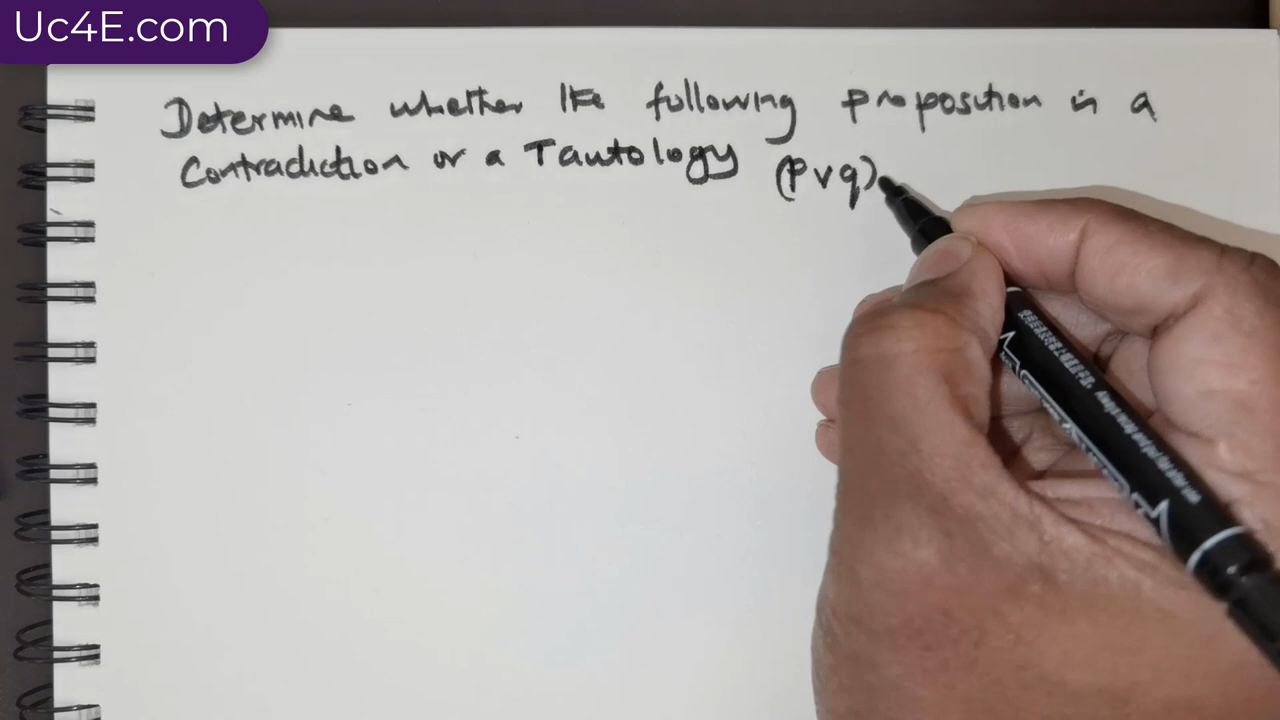 Uc4E.com
Determine whether the following proposition is a
Contradiction or a Tautology (p v q)